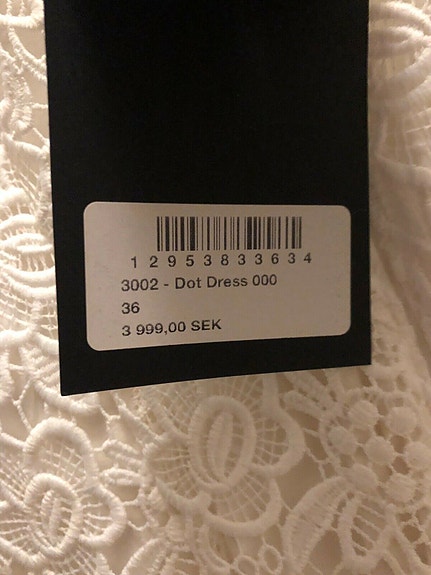 1 2 9 5 3 8 3 3 6 3 4
3002 - Dot Dress 000
36
3 999,00 SEK